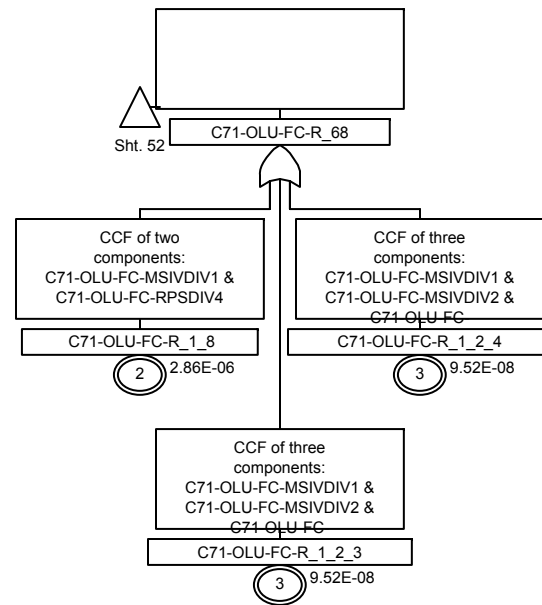 C71-OLU-FC-R_68
Sht. 52
CCF of two
components:
C71-OLU-FC-MSIVDIV1 &
C71-OLU-FC-RPSDIV4
C71-OLU-FC-R_1_8
2
2.86E-06
CCF of three
components:
C71-OLU-FC-MSIVDIV1 &
C71-OLU-FC-MSIVDIV2 &
C71-OLU-FC
C71-OLU-FC-R_1_2_4
3
9.52E-08
CCF of three
components:
C71-OLU-FC-MSIVDIV1 &
C71-OLU-FC-MSIVDIV2 &
C71-OLU-FC
C71-OLU-FC-R_1_2_3
3
9.52E-08